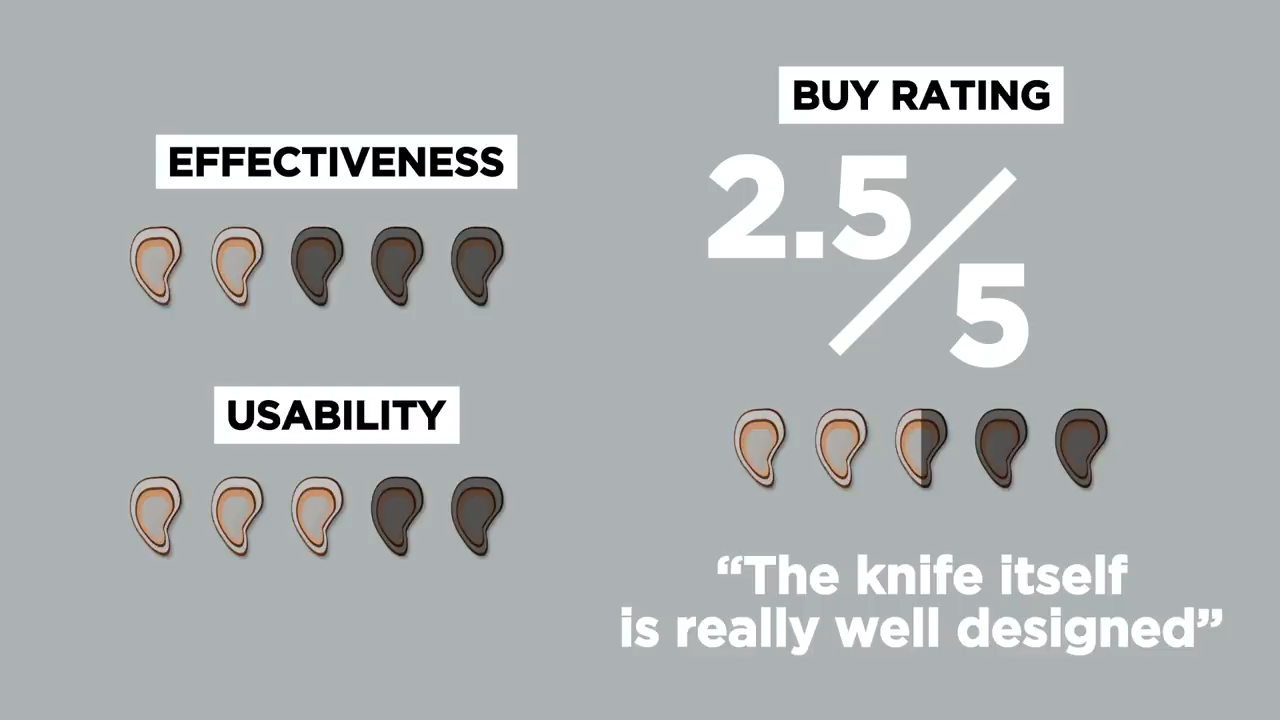 EFFECTIVENESS
USABILITY
BUY RATING
2.5/5
“The knife itself
is really well designed”